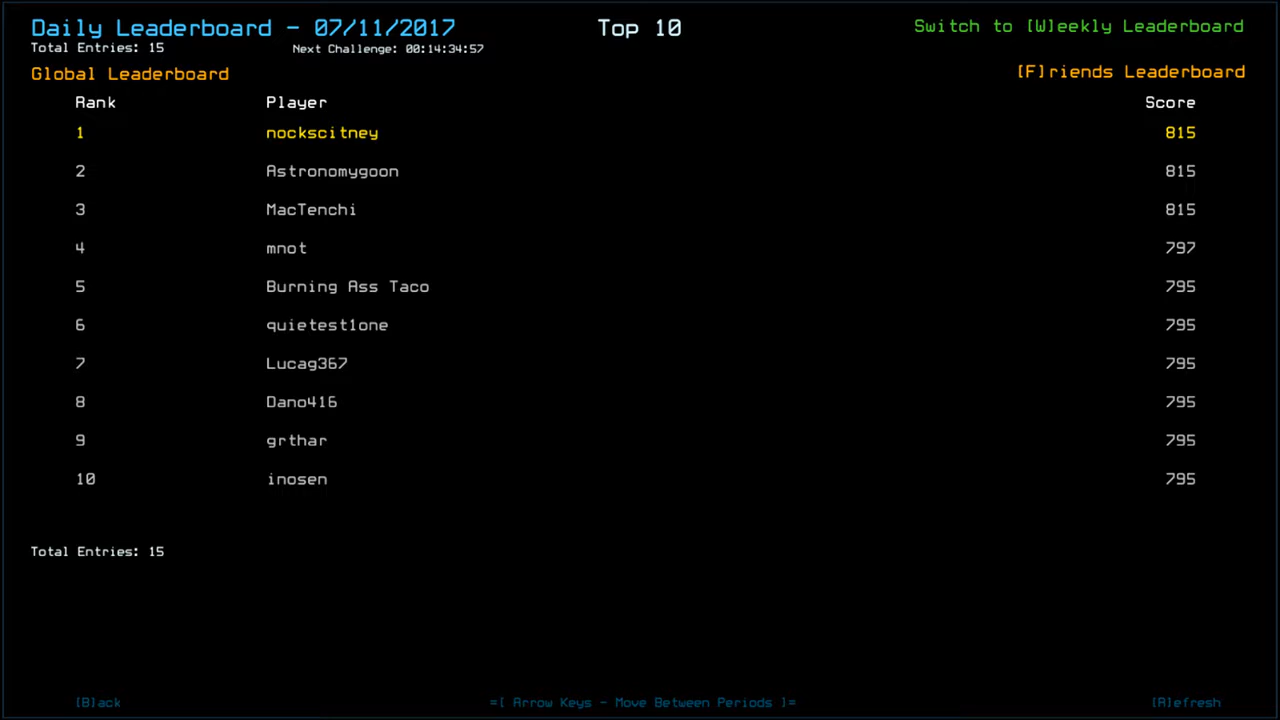 Daily Leaderboard - 07/11/2017 Top 10 Switch to [W]eekly Leaderboard
Total Entries: 15 Next Challenge: 00:14:34:57
Global Leaderboard [F]riends Leaderboard
Rank Player Score
1 nockscitney 815
2 Astronomygoon 815
3 MacTenchi 815
4 mnot 797
5 Burning Ass Taco 795
6 quietest1one 795
7 Lucag367 795
8 Dano416 795
9 grthar 795
10 inosen 795
Total Entries: 15
[B]ack =[ Arrow Keys - Move Between Periods ]= [R]efresh